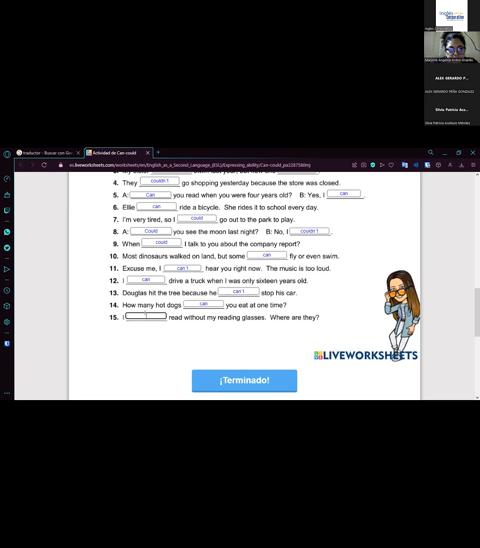 inglés
Corporativo
ALEX GERARDO P...
ALEX GERARDO PEÑA GONZALEZ
Silvia Patricia Ace...
traductor - Buscar con Go
Actividad de Can-could
es.liveworksheets.com/worksheets/en/English_as_a_Second_Language_(ESL)/Expressing_ability/Can-could_pa2287580mj
4. They couldn't go shopping yesterday because the store was closed.
5. A: Can you read when you were four years old? B: Yes, I can.
6. Ellie can ride a bicycle. She rides it to school every day.
7. I'm very tired, so I could go out to the park to play.
8. A: Could you see the moon last night? B: No, I couldn't.
9. When could I talk to you about the company report?
10. Most dinosaurs walked on land, but some can fly or even swim.
11. Excuse me, I can't hear you right now. The music is too loud.
12. I can drive a truck when I was only sixteen years old.
13. Douglas hit the tree because he can't stop his car.
14. How many hot dogs can you eat at one time?
15. I read without my reading glasses. Where are they?
LIVEWORKSHEETS
¡Terminado!